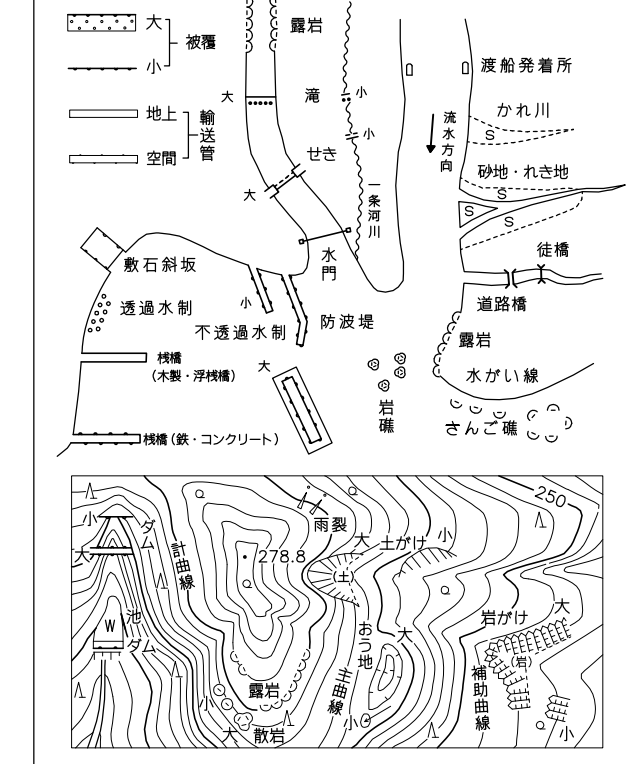 大
小
被覆
地上
空間
輸送管
露岩
大
滝
小
小
せき
大
一条河川
水門
渡船発着所
流水方向
かれ川
S
砂地・れき地
S
S
S
徒橋
道路橋
露岩
水がい線
敷石斜坂
透過水制
小
不透過水制
防波堤
桟橋
(木製・浮桟橋)
大
岩礁
さんご礁
桟橋(鉄・コンクリート)
250
小
ダム
大
計曲線
278.8
雨裂
大
土がけ
小
(土)
池
W
ダム
おう地
大
岩がけ
大
(岩)
主曲線
補助曲線
露岩
小
大
散岩
小
小